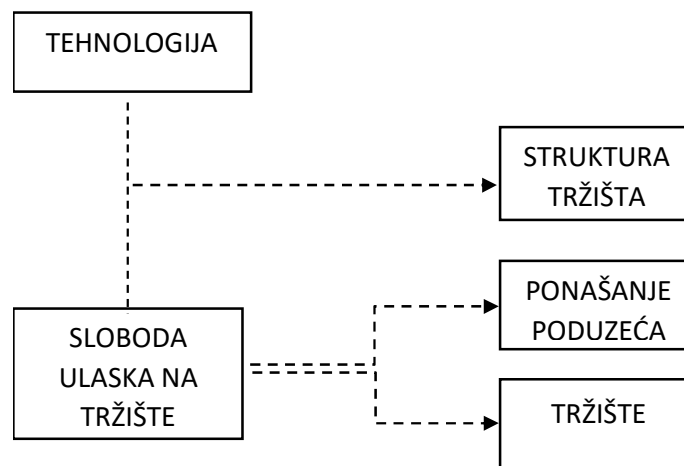 TEHNOLOGIJA
STRUKTURA
TRŽIŠTA
SLOBODA
ULASKA NA
TRŽIŠTE
PONAŠANJE
PODUZEĆA
TRŽIŠTE